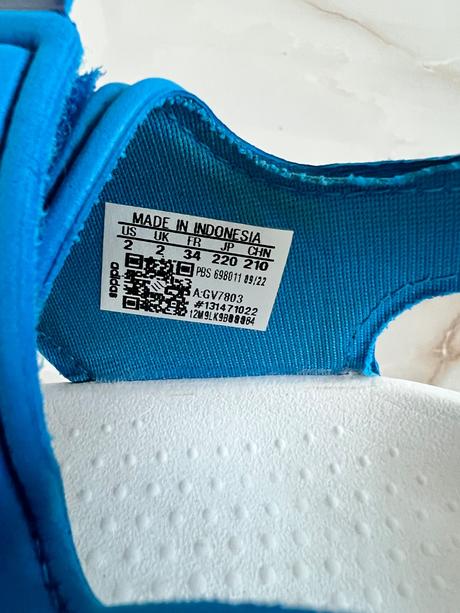 MADE IN INDONESIA
US UK FR JP CHN
2 2 34 220 210
adidas
PBS 698011 09/22
A:GV7803
#131471022